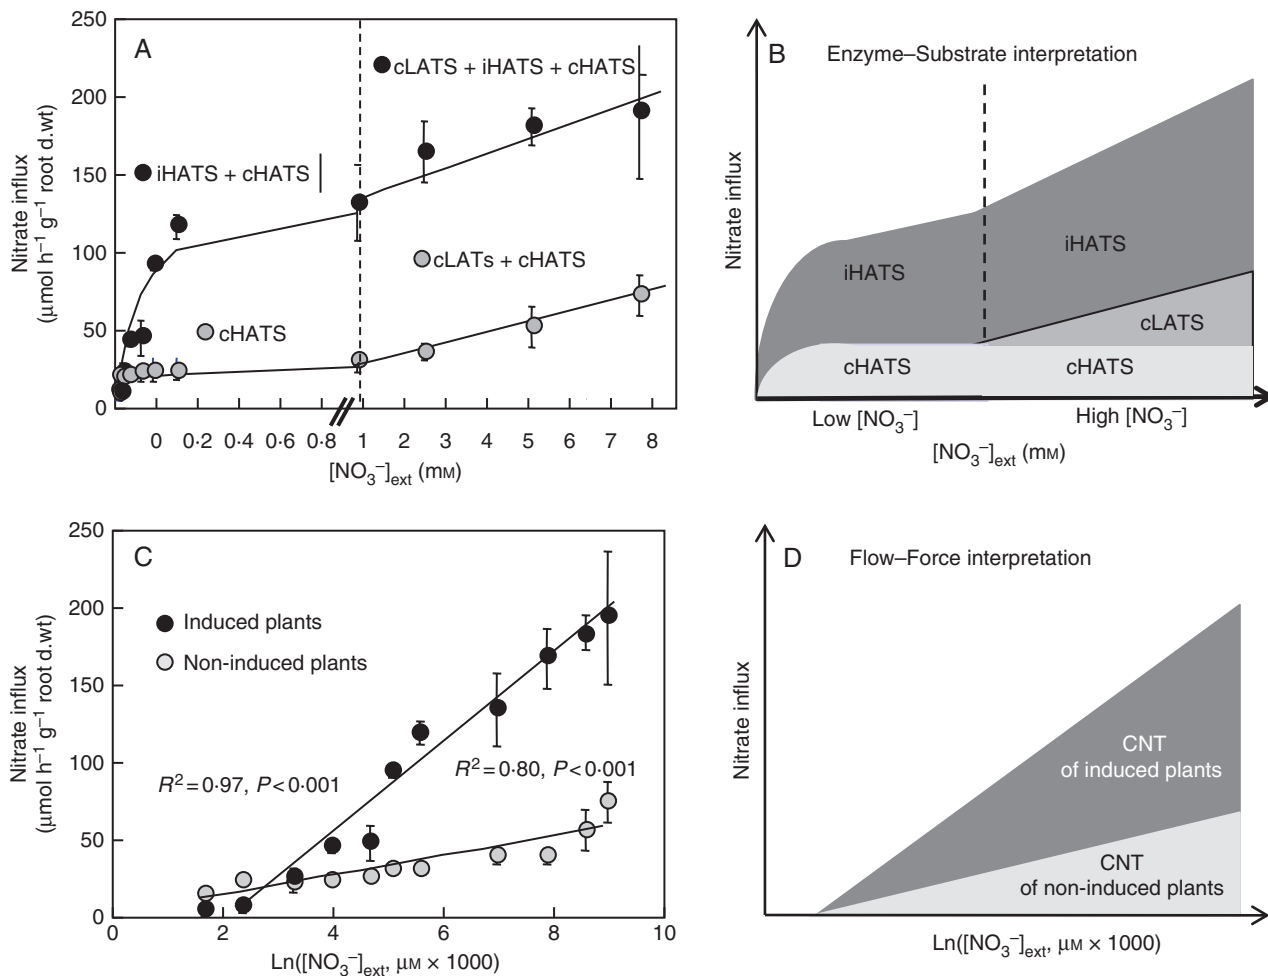 A
250
200
150
100
50
0
Nitrate influx
(μmol h⁻¹ g⁻¹ root d.wt)
cLATS + iHATS + cHATS
iHATS + cHATS
cLATs + cHATS
cHATS
0 0·2 0·4 0·6 0·8 1 2 3 4 5 6 7 8
[NO₃⁻]ext (mM)
B
Enzyme–Substrate interpretation
Nitrate influx
iHATS
iHATS
cLATS
cHATS
cHATS
Low [NO₃⁻]
High [NO₃⁻]
[NO₃⁻]ext (mM)
C
250
200
150
100
50
0
Nitrate influx
(μmol h⁻¹ g⁻¹ root d.wt)
Induced plants
Non-induced plants
R²=0·97, P<0·001
R²=0·80, P<0·001
0 2 4 6 8 10
Ln([NO₃⁻]ext, μM × 1000)
D
Flow–Force interpretation
Nitrate influx
CNT
of induced plants
CNT
of non-induced plants
Ln([NO₃⁻]ext, μM × 1000)